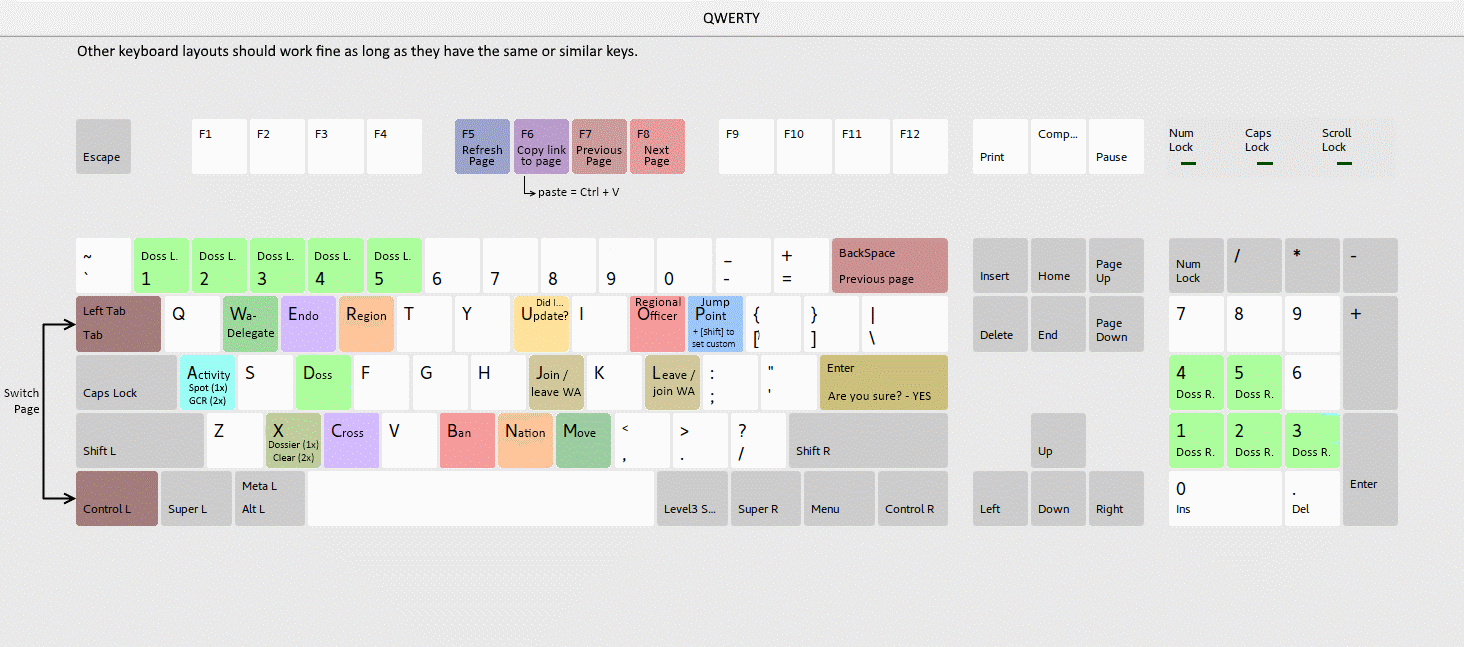 QWERTY
Other keyboard layouts should work fine as long as they have the same or similar keys.
Escape
F1
F2
F3
F4
F5
Refresh
Page
F6
Copy link
to page
F7
Previous
Page
F8
Next
Page
F9
F10
F11
F12
Print
Comp...
Pause
Num
Lock
Caps
Lock
Scroll
Lock
paste = Ctrl + V
~
`
Doss L.
1
Doss L.
2
Doss L.
3
Doss L.
4
Doss L.
5
6
7
8
9
0
_
-
+
=
BackSpace
Previous page
Insert
Home
Page
Up
Num
Lock
/
*
-
Left Tab
Tab
Q
Wa-
Delegate
Endo
Region
T
Y
Did I...
Update?
I
Regional
Officer
Jump
Point
+ [Shift] to
set custom
{
[
}
]
|
\
Delete
End
Page
Down
7
8
9
+
Switch
Page
Caps Lock
Activity
Spot (1x)
GCR (2x)
S
Doss
F
G
H
Join /
leave WA
K
Leave /
join WA
:
;
"
'
Enter
Are you sure? - YES
4
Doss R.
5
Doss R.
6
Shift L
Z
X
Dossier (1x)
Clear (2x)
Cross
V
Ban
Nation
Move
<
,
>
.
?
/
Shift R
Up
1
Doss R.
2
Doss R.
3
Doss R.
Enter
Control L
Super L
Meta L
Alt L
Level3 S...
Super R
Menu
Control R
Left
Down
Right
0
Ins
.
Del